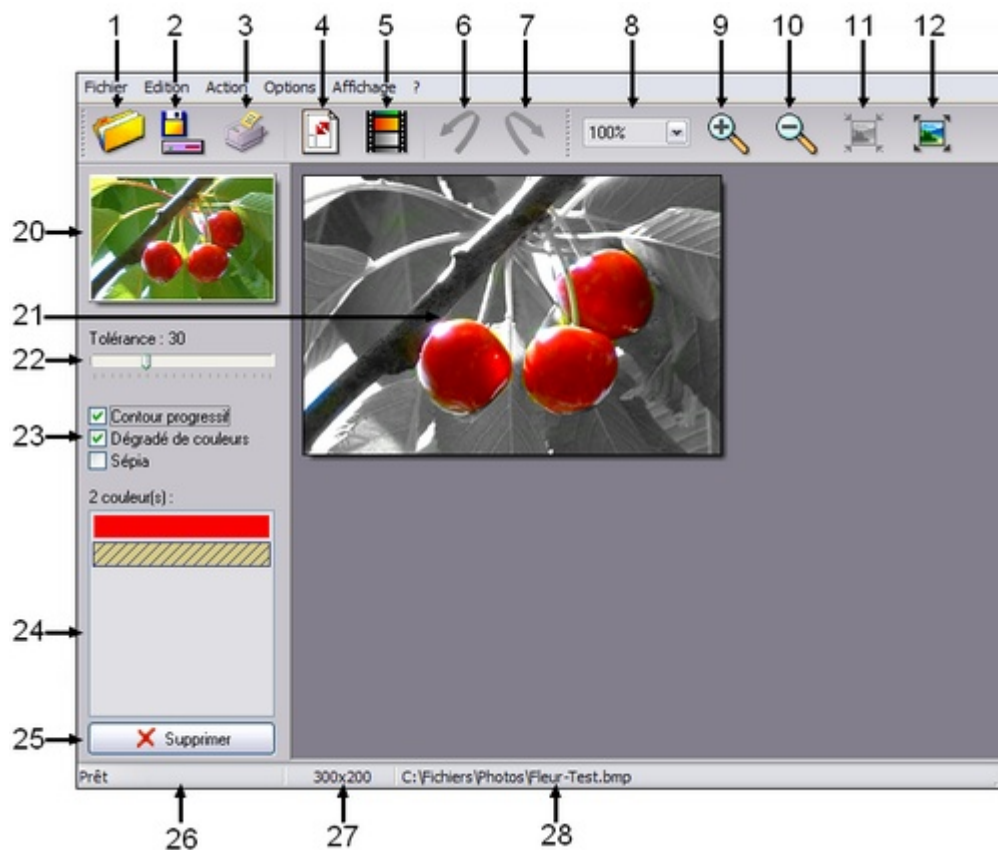 1 2 3 4 5 6 7 8 9 10 11 12
Fichier Edition Action Options Affichage ?
100%
20
21
Tolérance : 30
22
Contour progressif
23
Dégradé de couleurs
Sépia
2 couleur(s) :
24
25
Supprimer
Prêt 300x200 C:\Fichiers\Photos\Fleur-Test.bmp
26 27 28